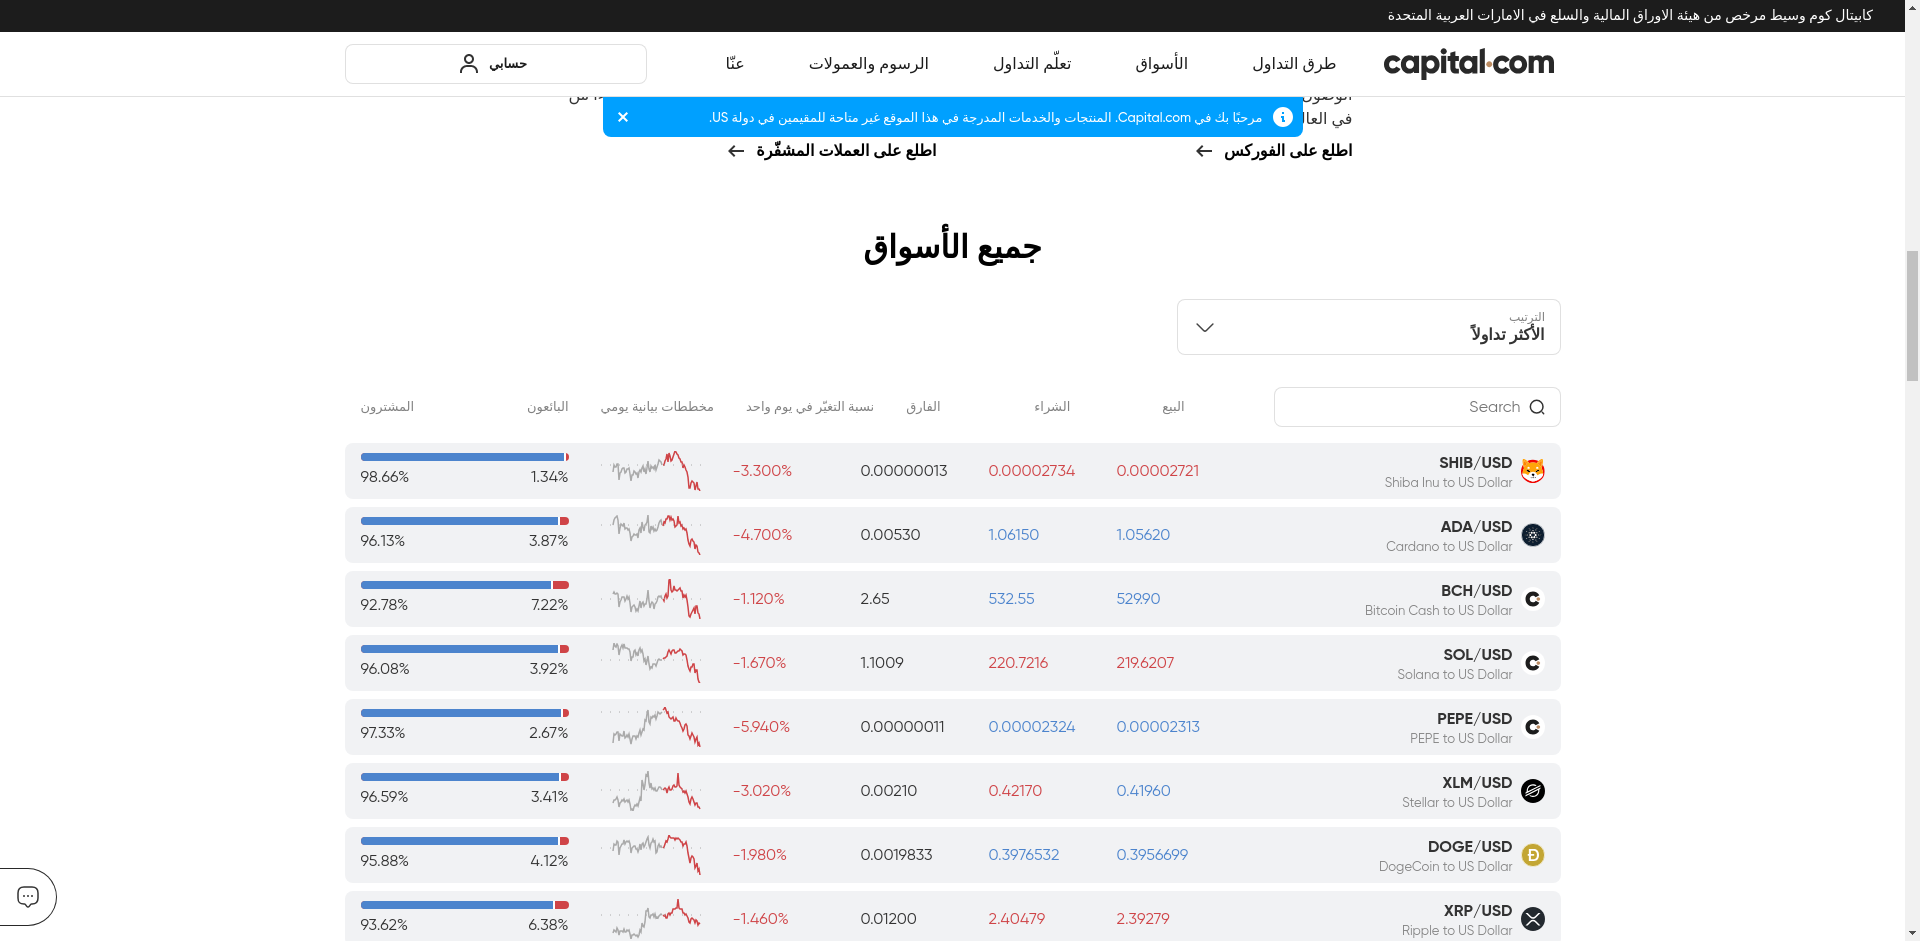 كابيتال كوم وسيط مرخص من هيئة الاوراق المالية والسلع في الامارات العربية المتحدة
capital.com
طرق التداول
الأسواق
تعلّم التداول
الرسوم والعمولات
عنّا
حسابي
مرحبًا بك في Capital.com. المنتجات والخدمات المدرجة في هذا الموقع غير متاحة للمقيمين في دولة US.
اطلع على الفوركس
اطلع على العملات المشفّرة
جميع الأسواق
الترتيب
الأكثر تداولاً
Search
البيع
الشراء
الفارق
نسبة التغيّر في يوم واحد
مخططات بيانية يومي
البائعون
المشترون
SHIB/USD
Shiba Inu to US Dollar
0.00002721
0.00002734
0.00000013
-3.300%
1.34%
98.66%
ADA/USD
Cardano to US Dollar
1.05620
1.06150
0.00530
-4.700%
3.87%
96.13%
BCH/USD
Bitcoin Cash to US Dollar
529.90
532.55
2.65
-1.120%
7.22%
92.78%
SOL/USD
Solana to US Dollar
219.6207
220.7216
1.1009
-1.670%
3.92%
96.08%
PEPE/USD
PEPE to US Dollar
0.00002313
0.00002324
0.00000011
-5.940%
2.67%
97.33%
XLM/USD
Stellar to US Dollar
0.41960
0.42170
0.00210
-3.020%
3.41%
96.59%
DOGE/USD
DogeCoin to US Dollar
0.3956699
0.3976532
0.0019833
-1.980%
4.12%
95.88%
XRP/USD
Ripple to US Dollar
2.39279
2.40479
0.01200
-1.460%
6.38%
93.62%